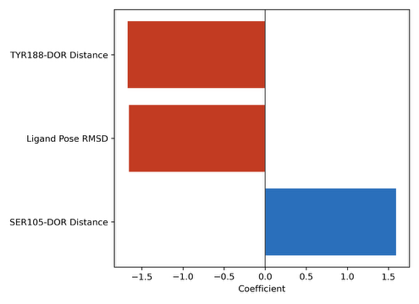 TYR188-DOR Distance
Ligand Pose RMSD
SER105-DOR Distance
−1.5 −1.0 −0.5 0.0 0.5 1.0 1.5
Coefficient